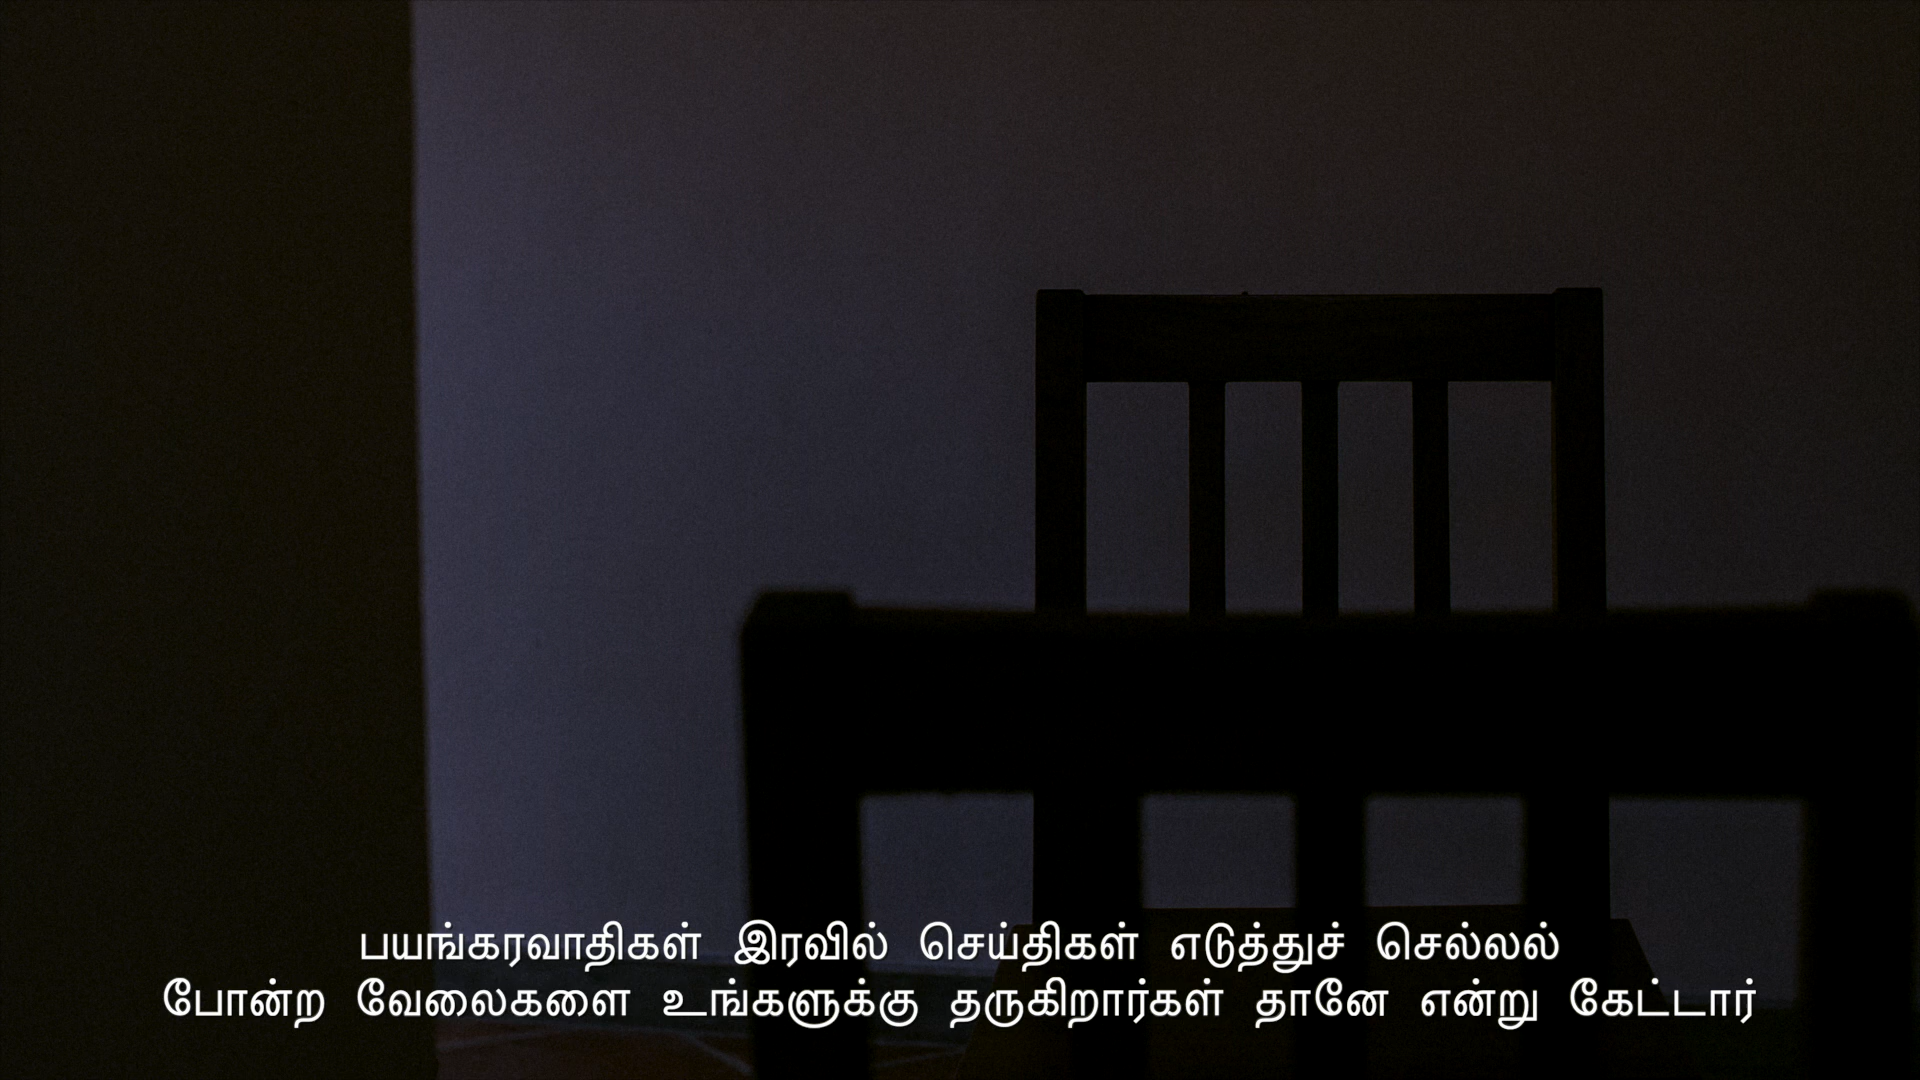 பயங்கரவாதிகள் இரவில் செய்திகள் எடுத்துச் செல்லல்
போன்ற வேலைகளை உங்களுக்கு தருகிறார்கள் தானே என்று கேட்டார்